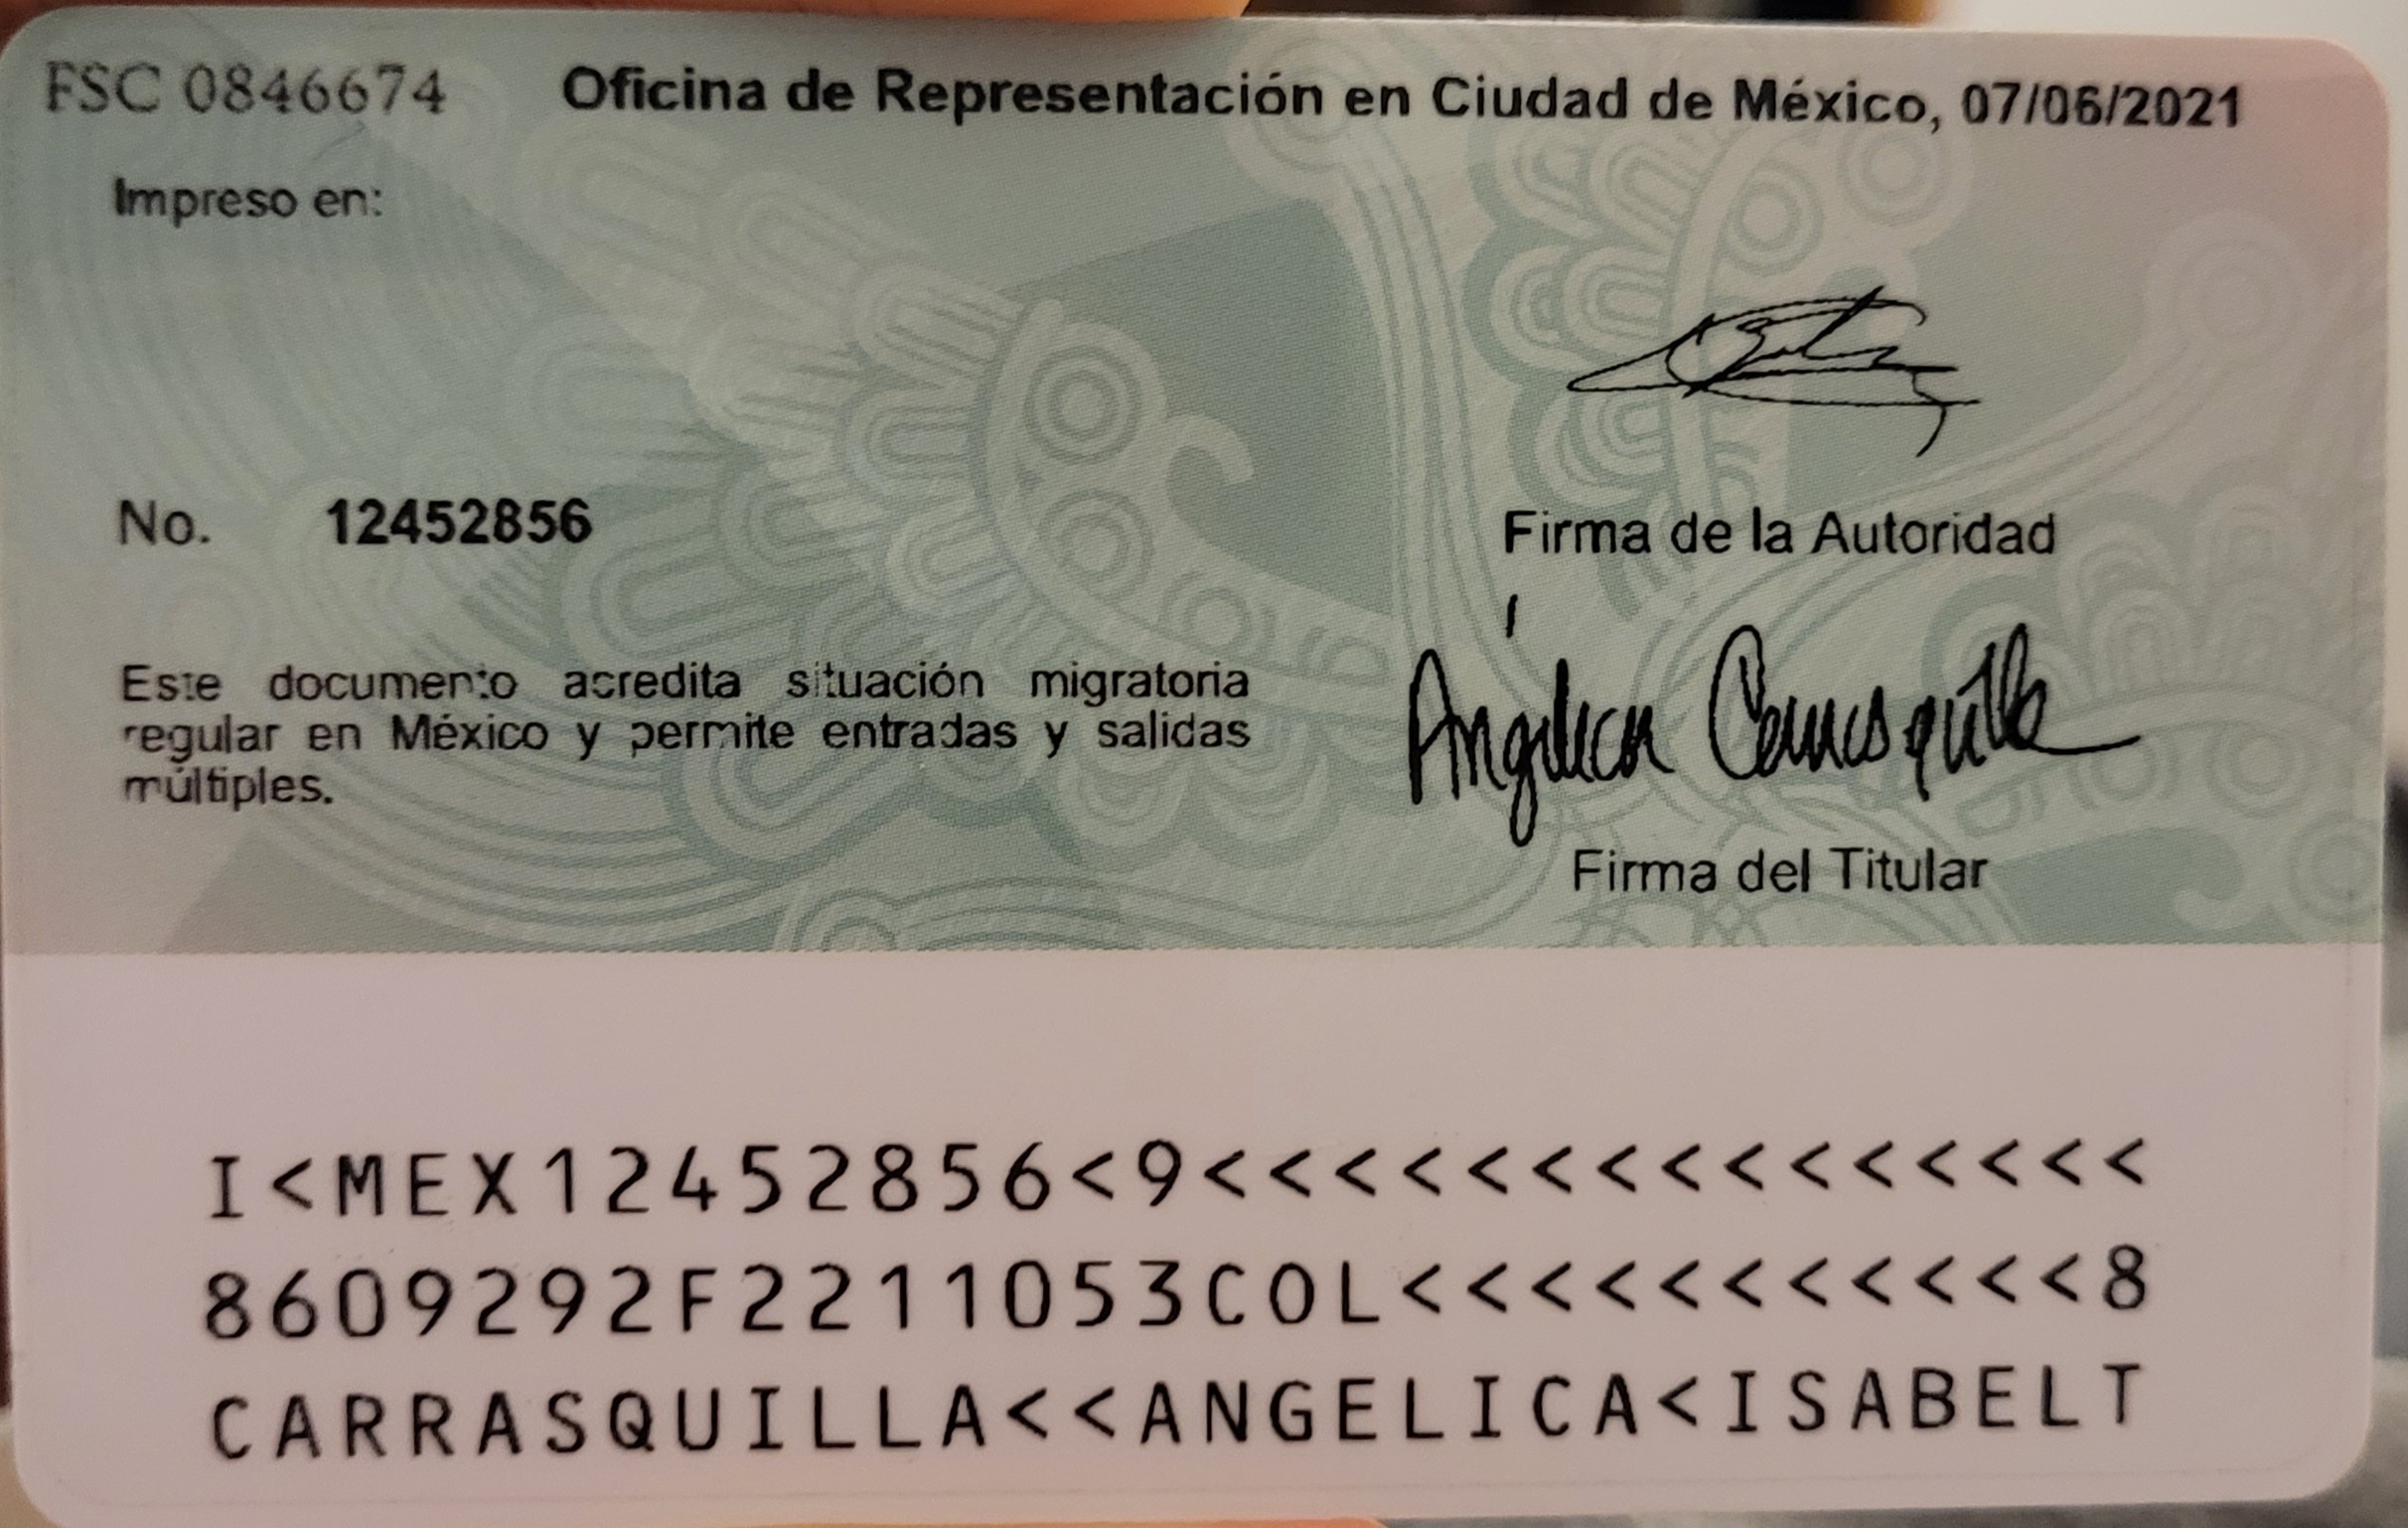 FSC 0846674 Oficina de Representación en Ciudad de México, 07/06/2021
Impreso en:
No. 12452856
Firma de la Autoridad
Este documento acredita situación migratoria
regular en México y permite entradas y salidas
múltiples.
Ángelica Carrasquilla
Firma del Titular
I<MEX12452856<9<<<<<<<<<<<<<<<
8609292F2211053COL<<<<<<<<<<<8
CARRASQUILLA<<ANGELICA<ISABELT